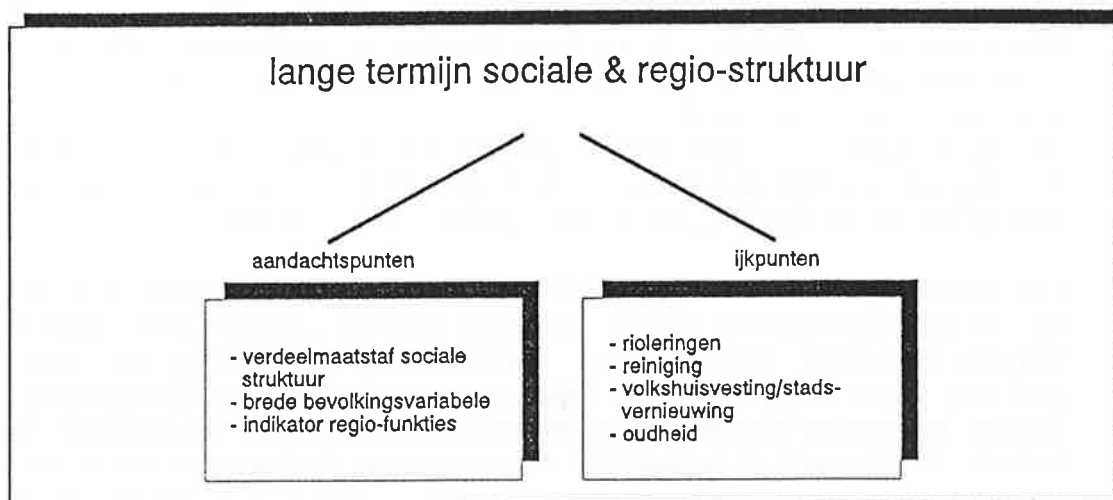 lange termijn sociale & regio-struktuur
aandachtspunten
- verdeelmaatstaf sociale
struktuur
- brede bevolkingsvariabele
- indikator regio-funkties
ijkpunten
- rioleringen
- reiniging
- volkshuisvesting/stads-
vernieuwing
- oudheid